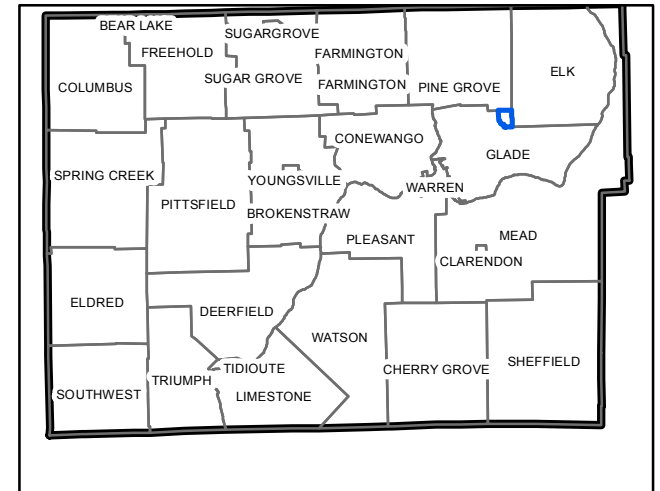 BEAR LAKE
SUGARGROVE
FREEHOLD
FARMINGTON
ELK
SUGAR GROVE
FARMINGTON
COLUMBUS
PINE GROVE
CONEWANGO
GLADE
SPRING CREEK
YOUNGSVILLE
WARREN
PITTSFIELD
BROKENSTRAW
MEAD
PLEASANT
CLARENDON
ELDRED
DEERFIELD
WATSON
SHEFFIELD
TIDIOUTE
CHERRY GROVE
TRIUMPH
SOUTHWEST
LIMESTONE